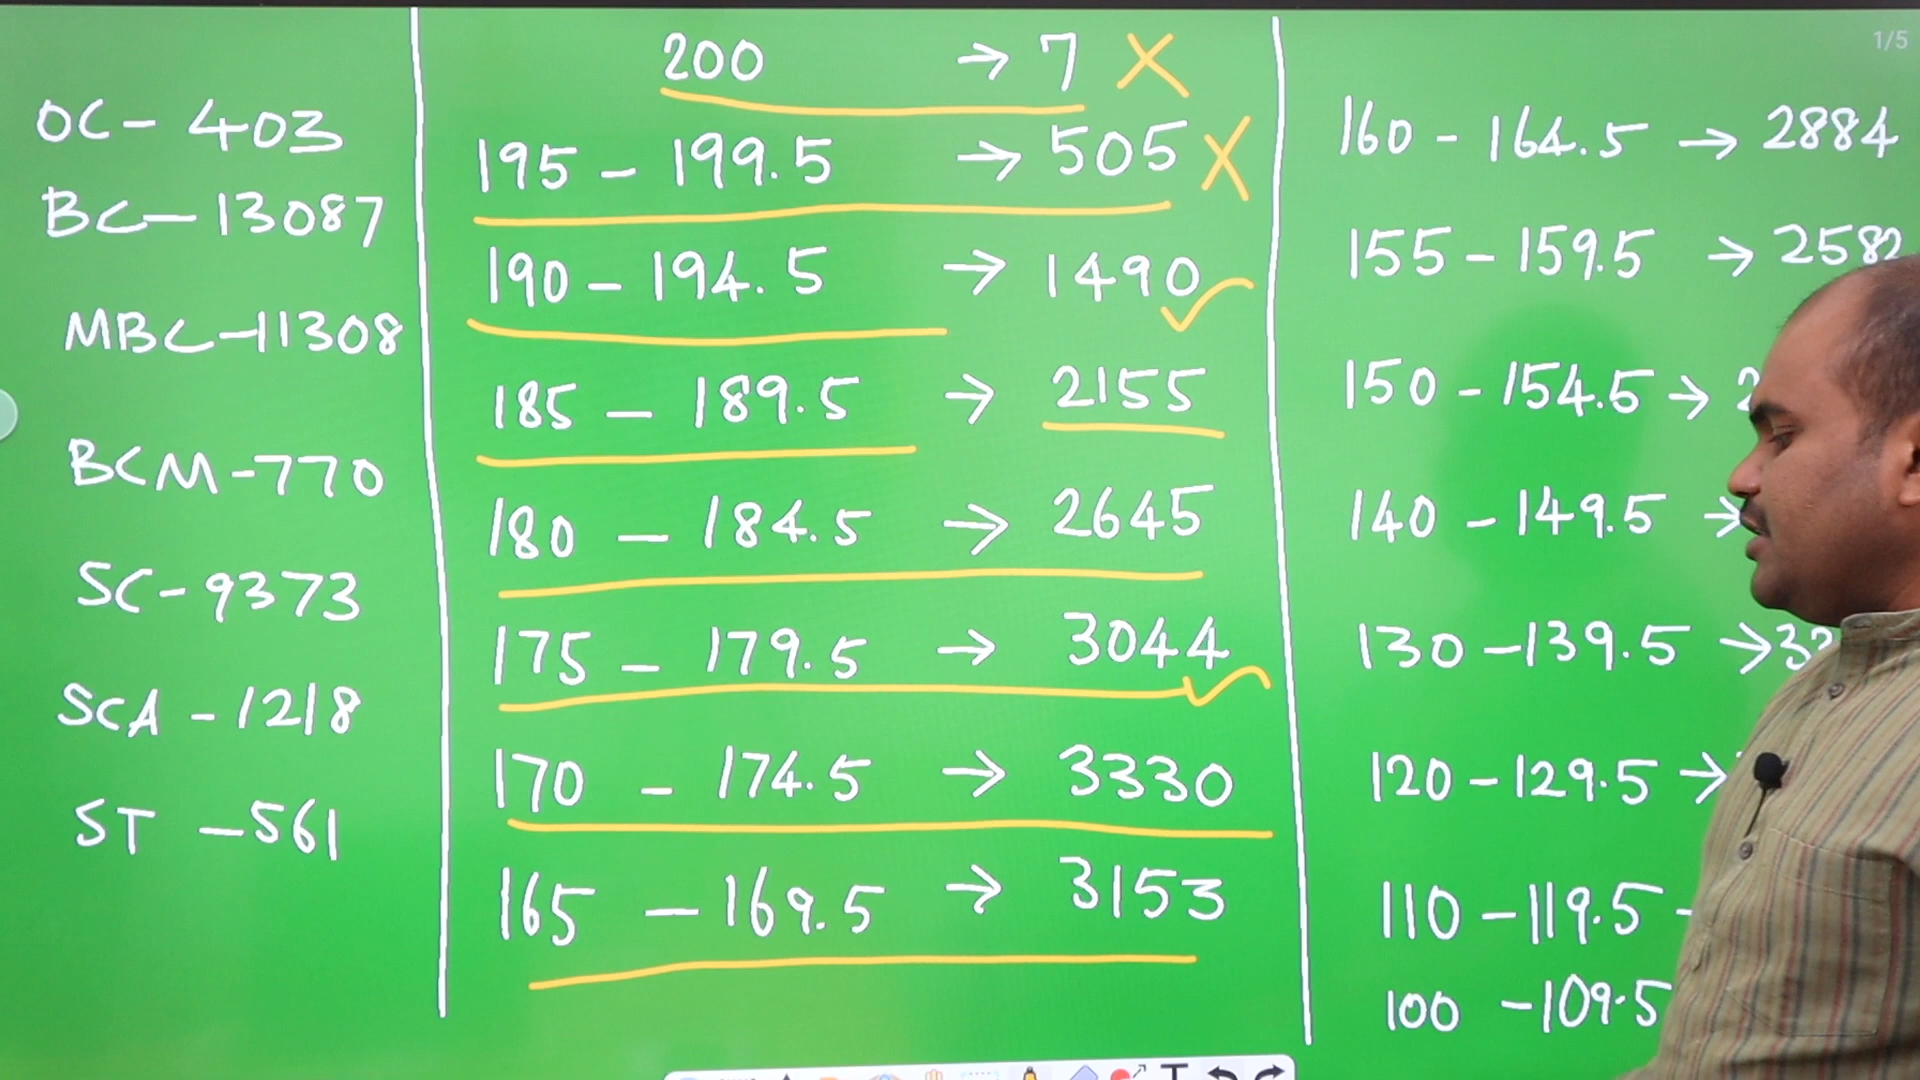 1/5
OC - 403
BC - 13087
MBC - 11308
BCM - 770
SC - 9373
SCA - 1218
ST - 561
200 → 7 X
195 - 199.5 → 505 X
190 - 194.5 → 1490 ✓
185 - 189.5 → 2155
180 - 184.5 → 2645
175 - 179.5 → 3044 ✓
170 - 174.5 → 3330
165 - 169.5 → 3153
160 - 164.5 → 2884
155 - 159.5 → 2582
150 - 154.5 →
140 - 149.5 →
130 - 139.5 →
120 - 129.5 →
110 - 119.5 -
100 - 109.5
T